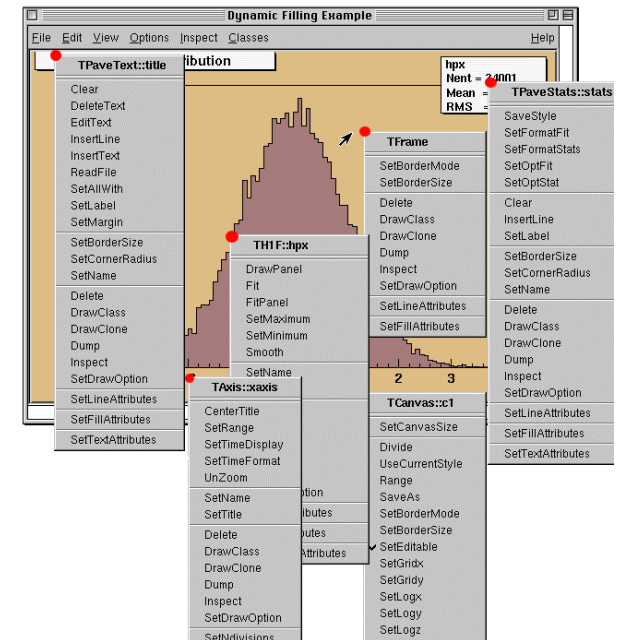 Dynamic Filling Example
File Edit View Options Inspect Classes Help
ribution
hpx
Nent = 24001
Mean =
RMS =
TPaveText::title
Clear
DeleteText
EditText
InsertLine
InsertText
ReadFile
SetAllWith
SetLabel
SetMargin
SetBorderSize
SetCornerRadius
SetName
Delete
DrawClass
DrawClone
Dump
Inspect
SetDrawOption
SetLineAttributes
SetFillAttributes
SetTextAttributes
TH1F::hpx
DrawPanel
Fit
FitPanel
SetMaximum
SetMinimum
Smooth
SetName
ption
ributes
butes
Attributes
TAxis::xaxis
CenterTitle
SetRange
SetTimeDisplay
SetTimeFormat
UnZoom
SetName
SetTitle
Delete
DrawClass
DrawClone
Dump
Inspect
SetDrawOption
SetNdivisions
TFrame
SetBorderMode
SetBorderSize
Delete
DrawClass
DrawClone
Dump
Inspect
SetDrawOption
SetLineAttributes
SetFillAttributes
2 3
TCanvas::c1
SetCanvasSize
Divide
UseCurrentStyle
Range
SaveAs
SetBorderMode
SetBorderSize
SetEditable
SetGridx
SetGridy
SetLogx
SetLogy
SetLogz
TPaveStats::stats
SaveStyle
SetFormatFit
SetFormatStats
SetOptFit
SetOptStat
Clear
InsertLine
SetLabel
SetBorderSize
SetCornerRadius
SetName
Delete
DrawClass
DrawClone
Dump
Inspect
SetDrawOption
SetLineAttributes
SetFillAttributes
SetTextAttributes